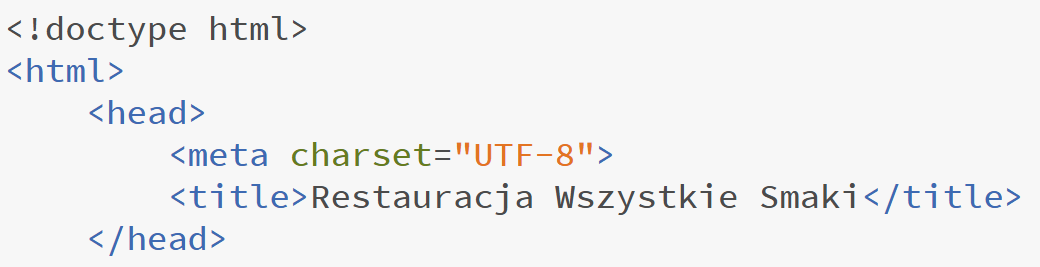 <!doctype html>
<html>
<head>
<meta charset="UTF-8">
<title>Restauracja Wszystkie Smaki</title>
</head>